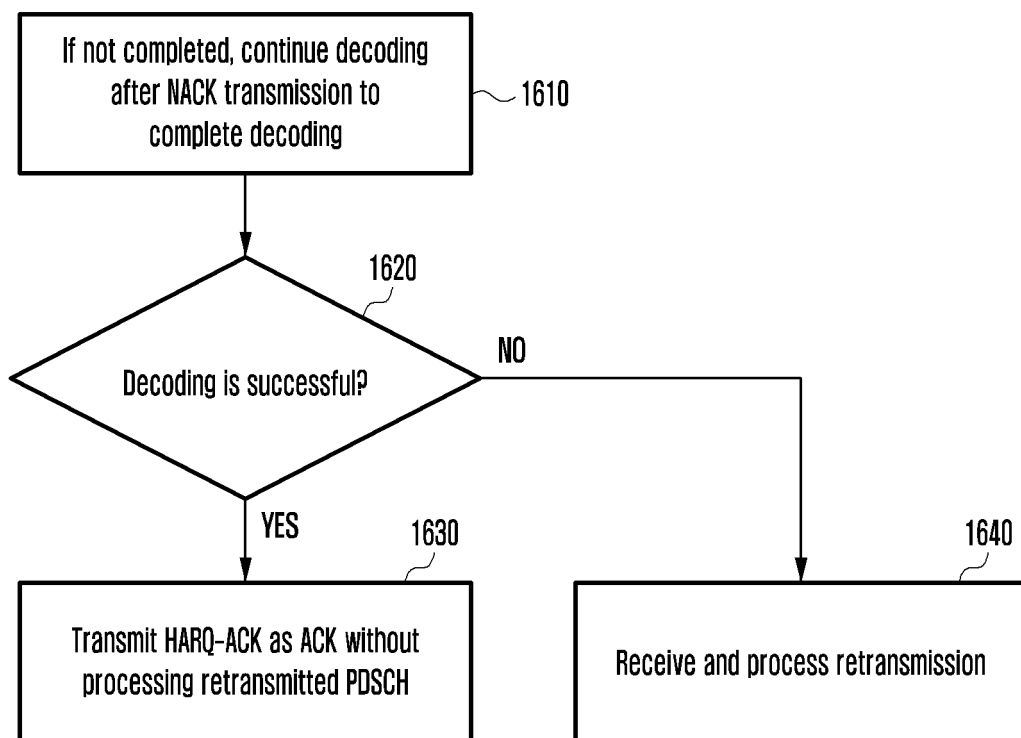 If not completed, continue decoding
after NACK transmission to
complete decoding
1610
1620
Decoding is successful?
NO
YES
1630
1640
Transmit HARQ-ACK as ACK without
processing retransmitted PDSCH
Receive and process retransmission